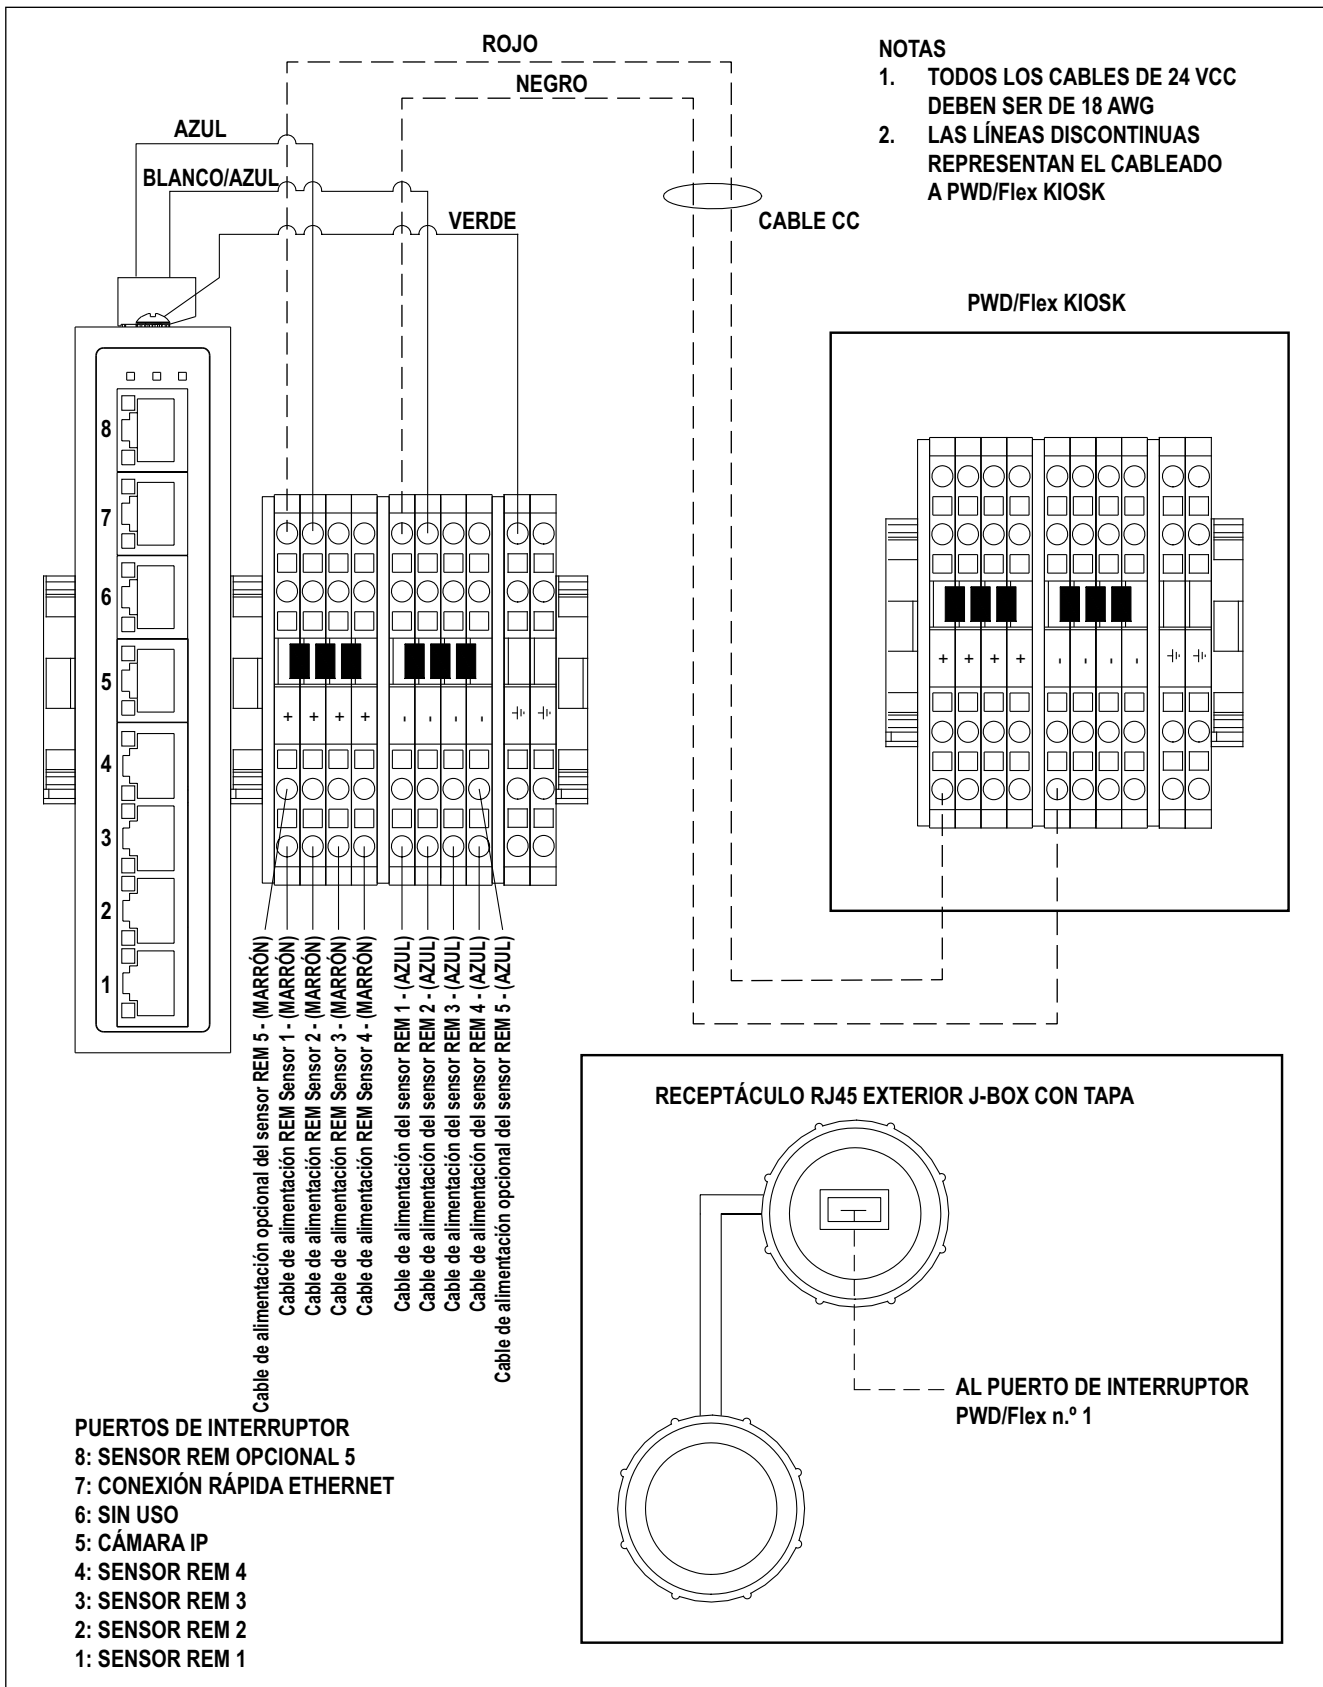 ROJO
NEGRO
AZUL
BLANCO/AZUL
VERDE
CABLE CC
NOTAS
1. TODOS LOS CABLES DE 24 VCC
DEBEN SER DE 18 AWG
2. LAS LÍNEAS DISCONTINUAS
REPRESENTAN EL CABLEADO
A PWD/Flex KIOSK
PWD/Flex KIOSK
8
7
6
5
4
3
2
1
+ + + + - - - -
+ + + + - - - -
Cable de alimentación opcional del sensor REM 5 - (MARRÓN)
Cable de alimentación REM Sensor 1 - (MARRÓN)
Cable de alimentación REM Sensor 2 - (MARRÓN)
Cable de alimentación REM Sensor 3 - (MARRÓN)
Cable de alimentación REM Sensor 4 - (MARRÓN)
Cable de alimentación del sensor REM 1 - (AZUL)
Cable de alimentación del sensor REM 2 - (AZUL)
Cable de alimentación del sensor REM 3 - (AZUL)
Cable de alimentación del sensor REM 4 - (AZUL)
Cable de alimentación opcional del sensor REM 5 - (AZUL)
RECEPTÁCULO RJ45 EXTERIOR J-BOX CON TAPA
AL PUERTO DE INTERRUPTOR
PWD/Flex n.º 1
PUERTOS DE INTERRUPTOR
8: SENSOR REM OPCIONAL 5
7: CONEXIÓN RÁPIDA ETHERNET
6: SIN USO
5: CÁMARA IP
4: SENSOR REM 4
3: SENSOR REM 3
2: SENSOR REM 2
1: SENSOR REM 1